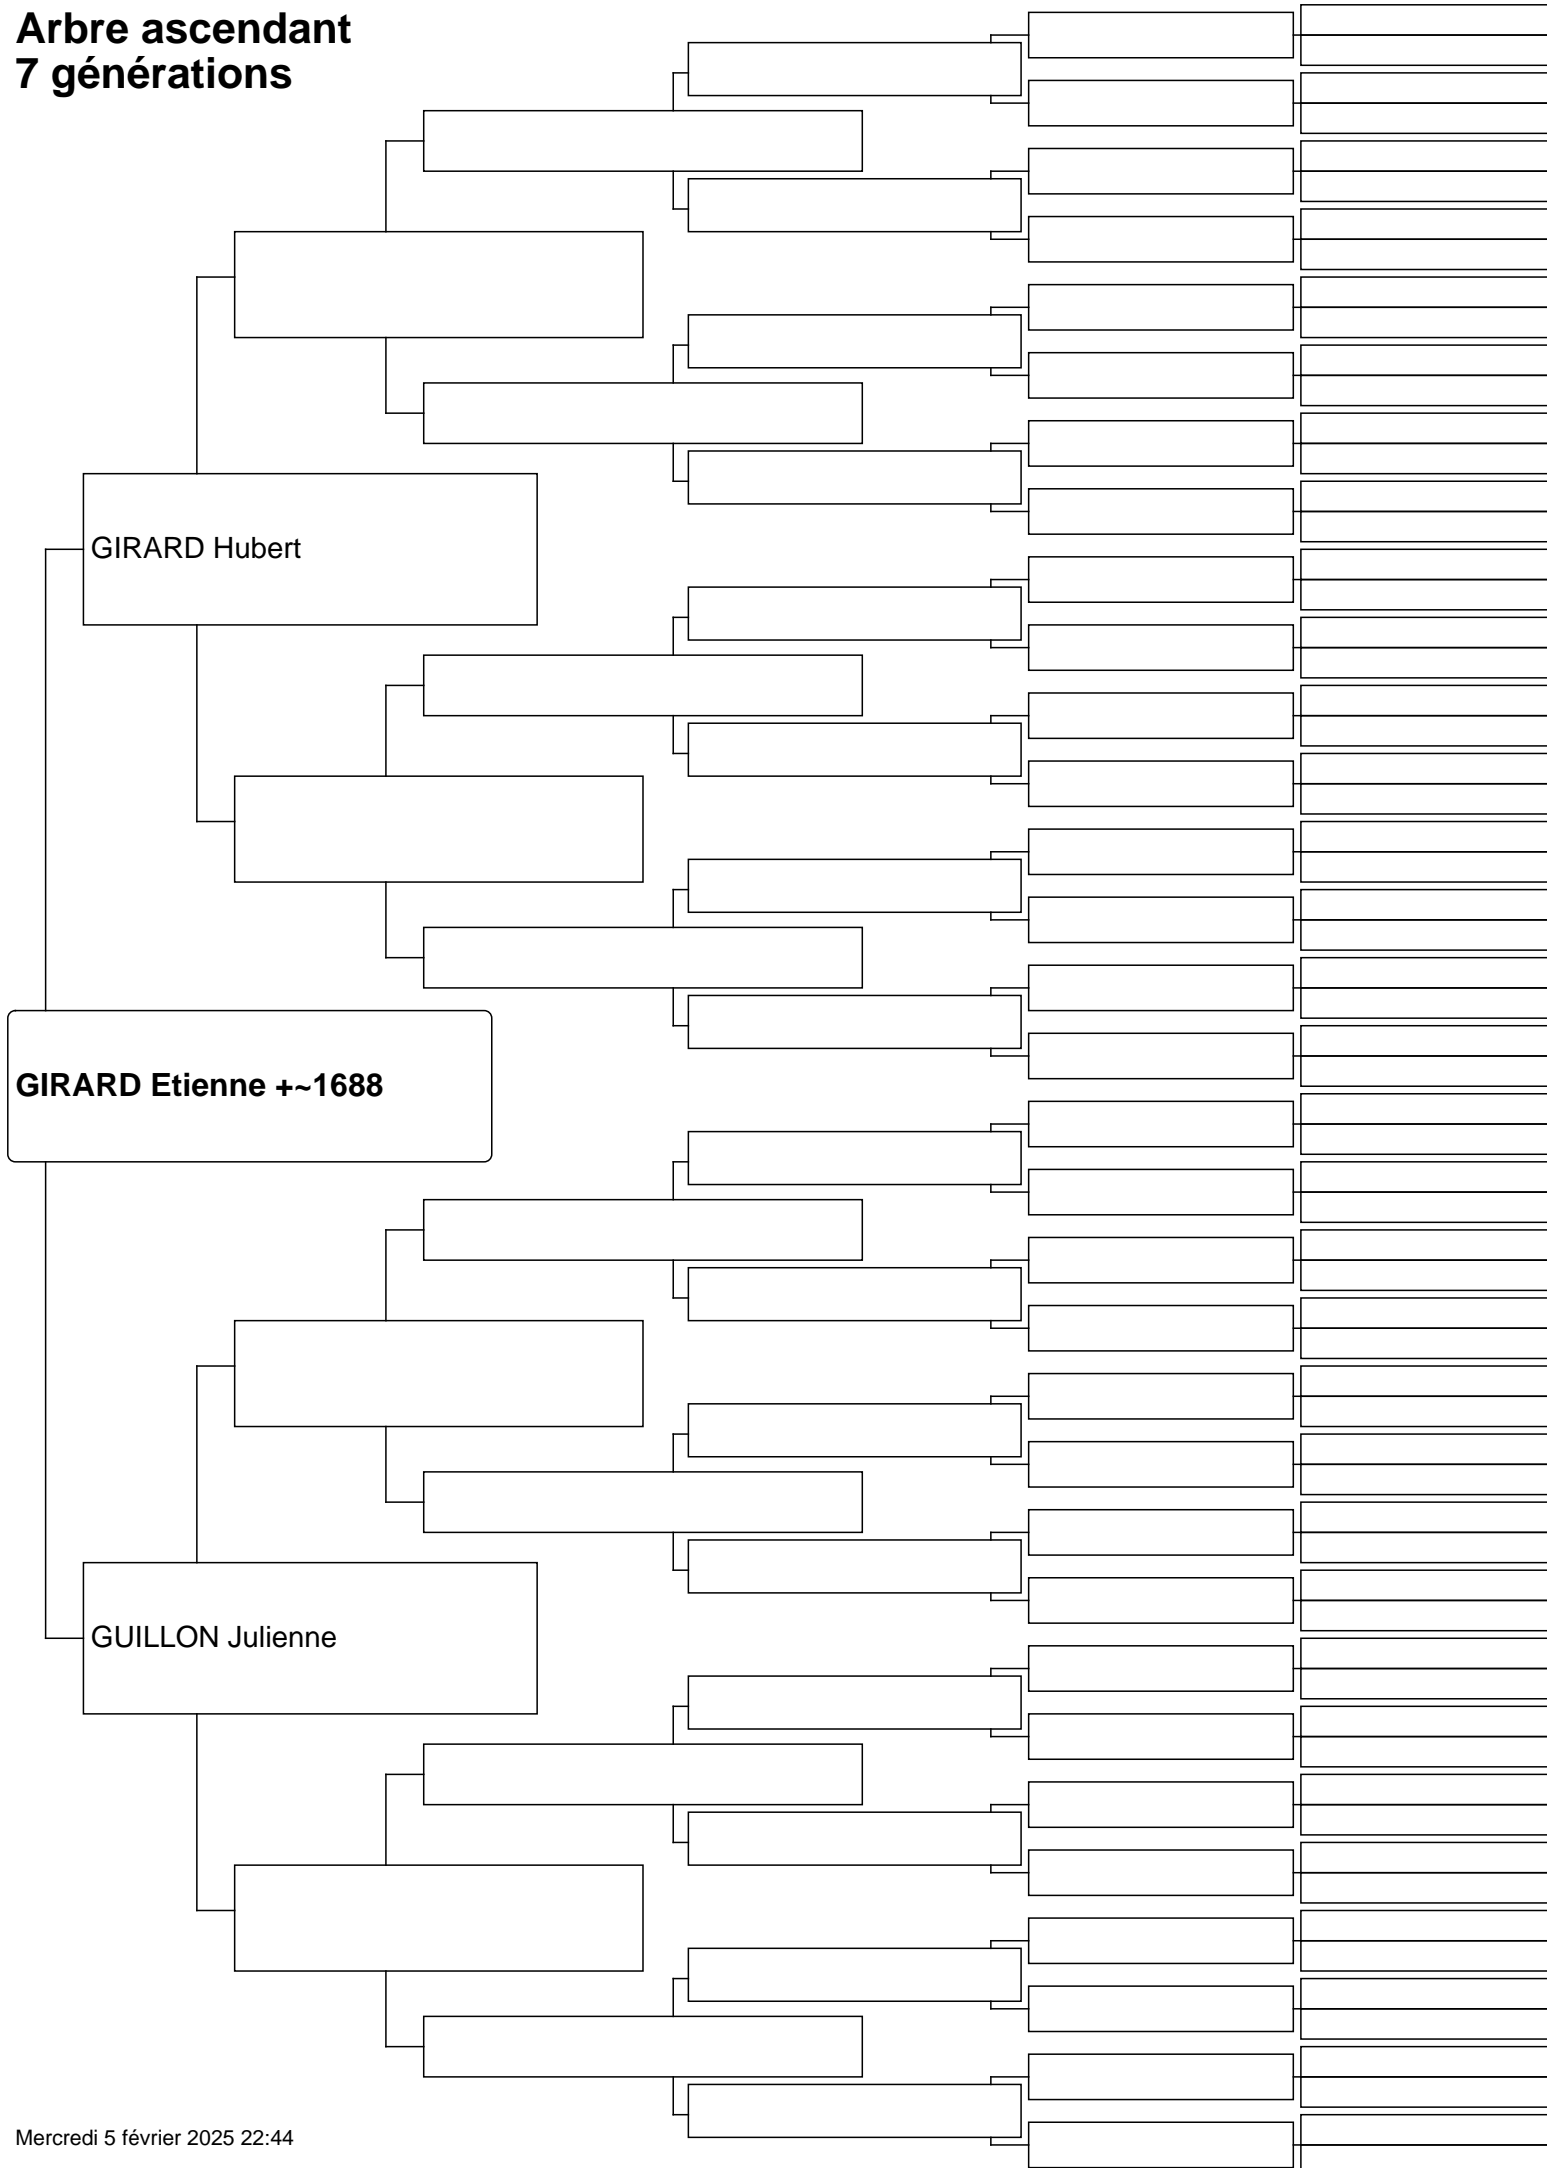 Arbre ascendant
7 générations
GIRARD Hubert
GIRARD Etienne +~1688
GUILLON Julienne
Mercredi 5 février 2025 22:44